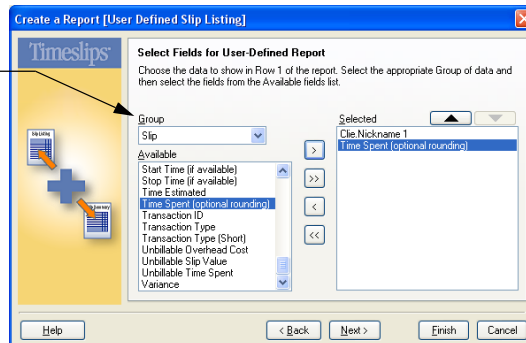 Create a Report [User Defined Slip Listing]
Timeslips
Select Fields for User-Defined Report
Choose the data to show in Row 1 of the report. Select the appropriate Group of data and
then select the fields from the Available fields list.
Group
Slip
Available
Start Time (if available)
Stop Time (if available)
Time Estimated
Time Spent (optional rounding)
Transaction ID
Transaction Type
Transaction Type (Short)
Unbillable Overhead Cost
Unbillable Slip Value
Unbillable Time Spent
Variance
>
>>
<
<<
Selected
Clie.Nickname 1
Time Spent (optional rounding)
Slip Listing
Help
< Back
Next >
Finish
Cancel